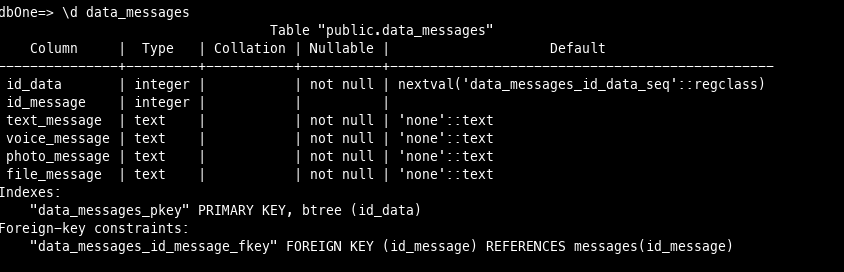 dbOne=> \d data_messages
Table "public.data_messages"
Column | Type | Collation | Nullable | Default
---------------+---------+-----------+----------+------------------------------------------------
id_data | integer | | not null | nextval('data_messages_id_data_seq'::regclass)
id_message | integer | | |
text_message | text | | not null | 'none'::text
voice_message | text | | not null | 'none'::text
photo_message | text | | not null | 'none'::text
file_message | text | | not null | 'none'::text
Indexes:
"data_messages_pkey" PRIMARY KEY, btree (id_data)
Foreign-key constraints:
"data_messages_id_message_fkey" FOREIGN KEY (id_message) REFERENCES messages(id_message)